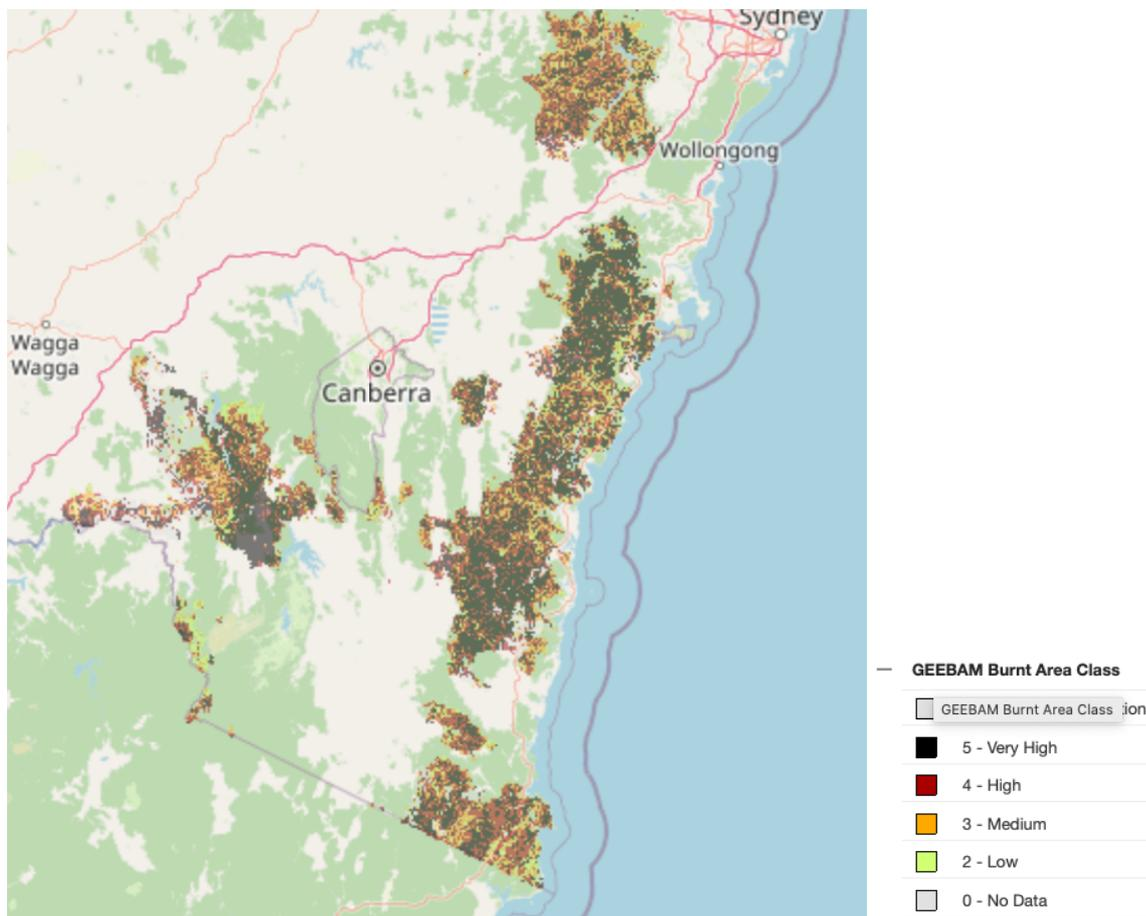 Sydney
Wollongong
Wagga
Wagga
Canberra
GEEBAM Burnt Area Class
GEEBAM Burnt Area Class
5 - Very High
4 - High
3 - Medium
2 - Low
0 - No Data